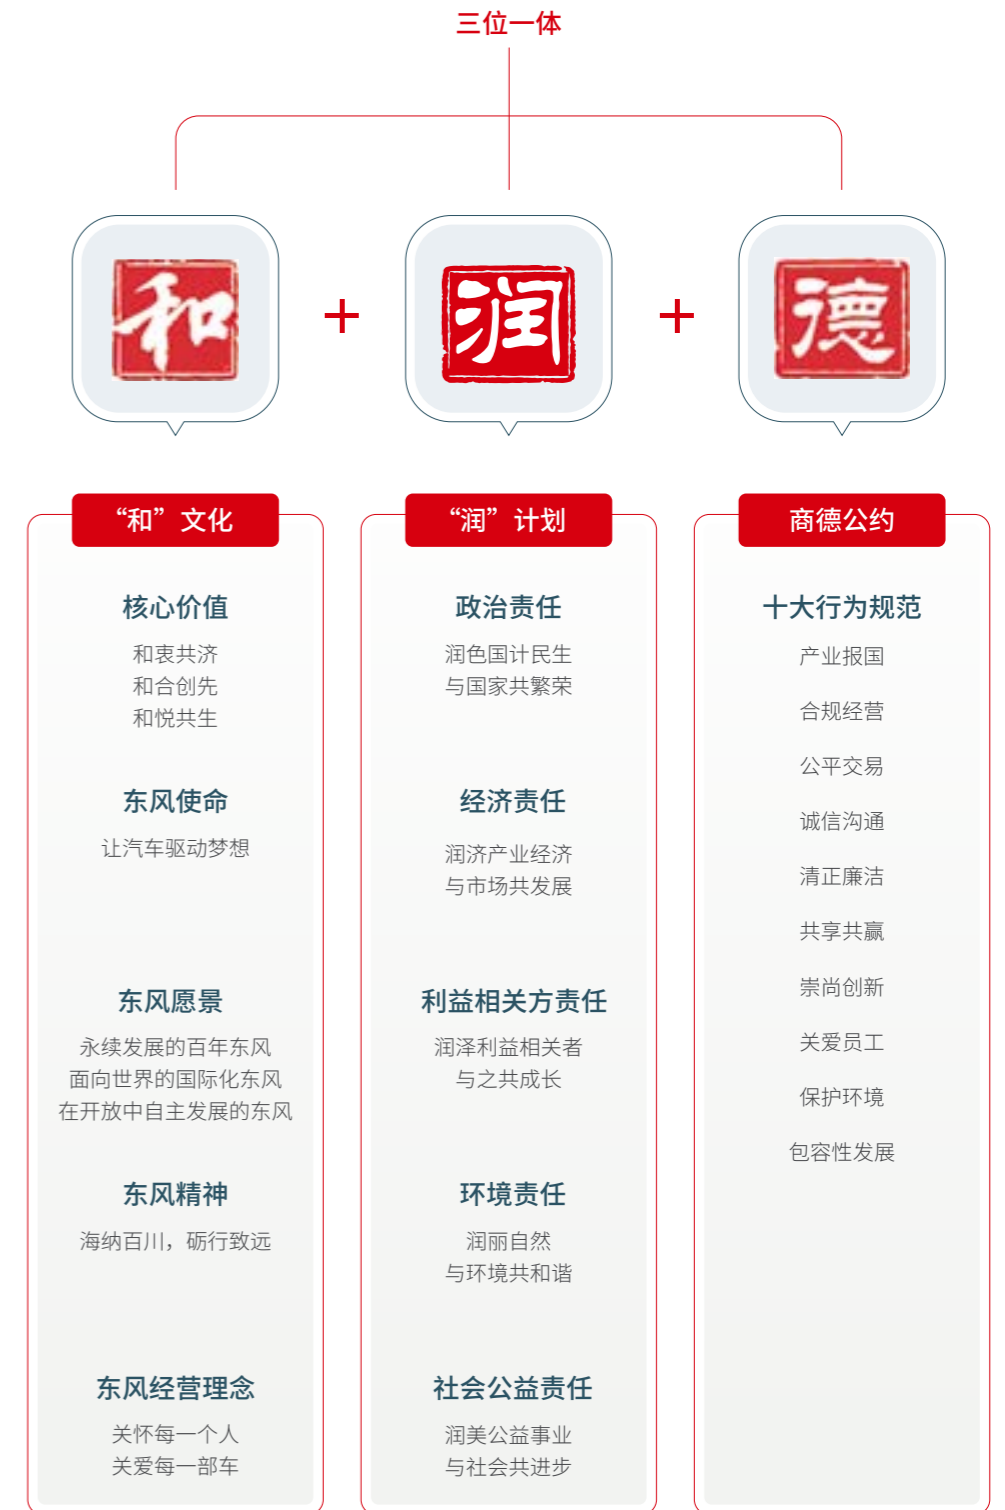 三位一体
和
+
润
+
德
“和”文化
核心价值
和衷共济
和合创先
和悦共生
东风使命
让汽车驱动梦想
东风愿景
永续发展的百年东风
面向世界的国际化东风
在开放中自主发展的东风
东风精神
海纳百川，砺行致远
东风经营理念
关怀每一个人
关爱每一部车
“润”计划
政治责任
润色国计民生
与国家共繁荣
经济责任
润济产业经济
与市场共发展
利益相关方责任
润泽利益相关者
与之共成长
环境责任
润丽自然
与环境共和谐
社会公益责任
润美公益事业
与社会共进步
商德公约
十大行为规范
产业报国
合规经营
公平交易
诚信沟通
清正廉洁
共享共赢
崇尚创新
关爱员工
保护环境
包容性发展